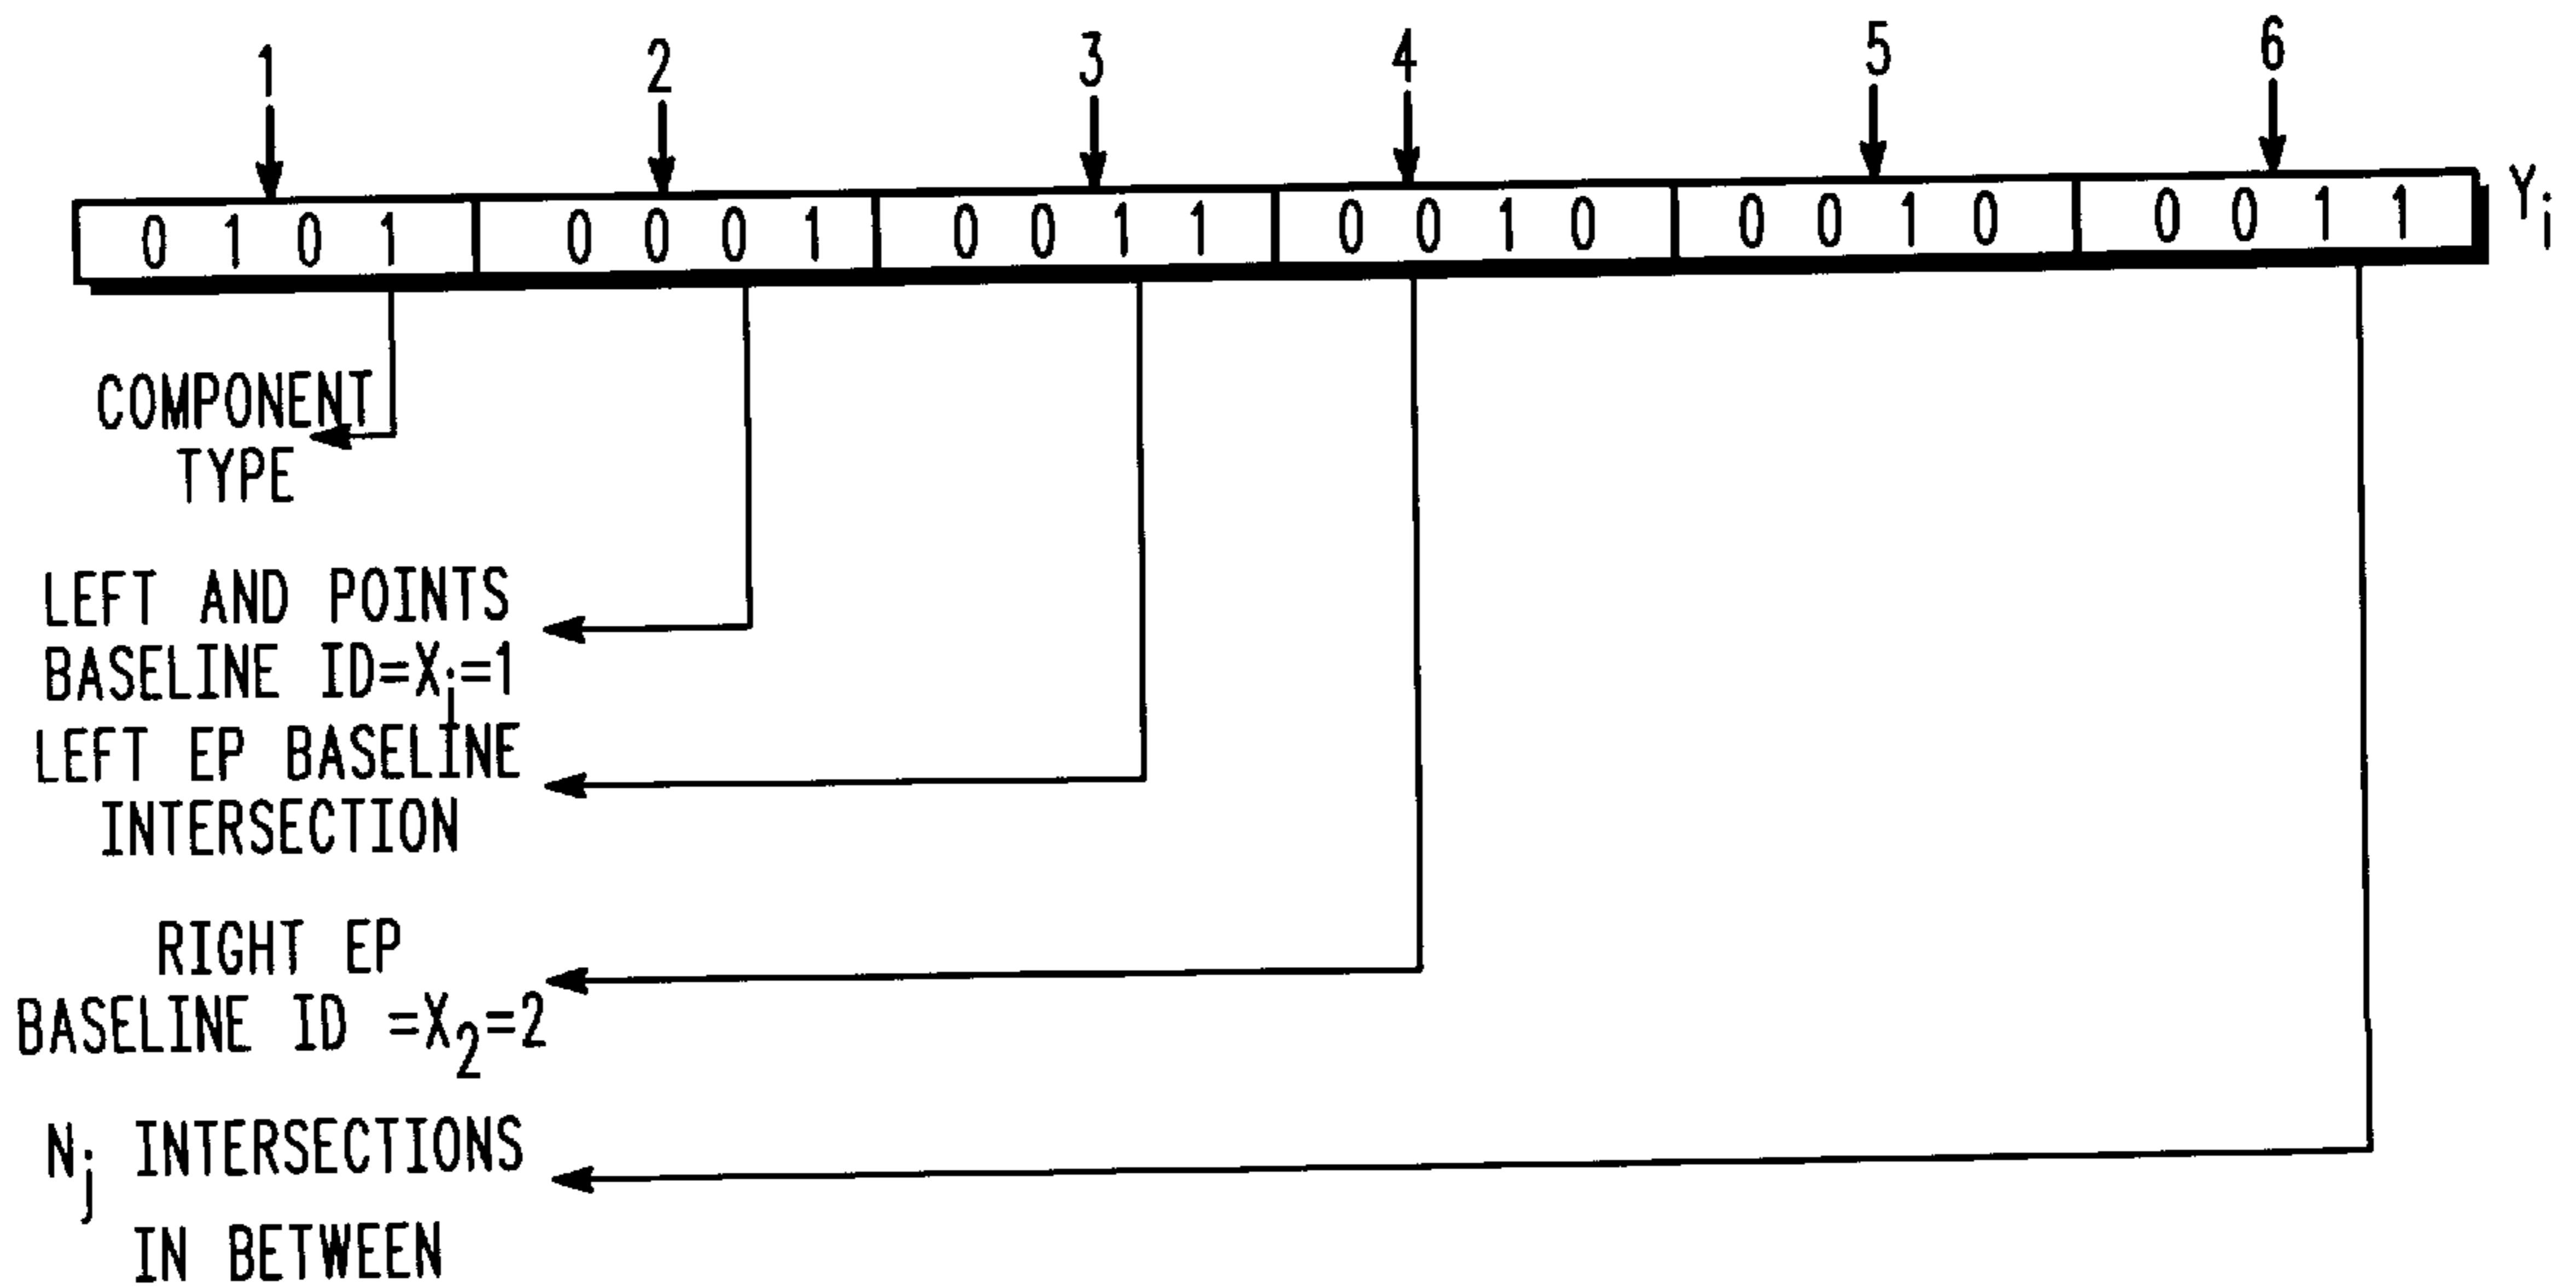 1 2 3 4 5 6
0 1 0 1 0 0 0 1 0 0 1 1 0 0 1 0 0 0 1 0 0 0 1 1 Yi
COMPONENT
TYPE
LEFT AND POINTS
BASELINE ID=Xj=1
LEFT EP BASELINE
INTERSECTION
RIGHT EP
BASELINE ID =X2=2
Nj INTERSECTIONS
IN BETWEEN